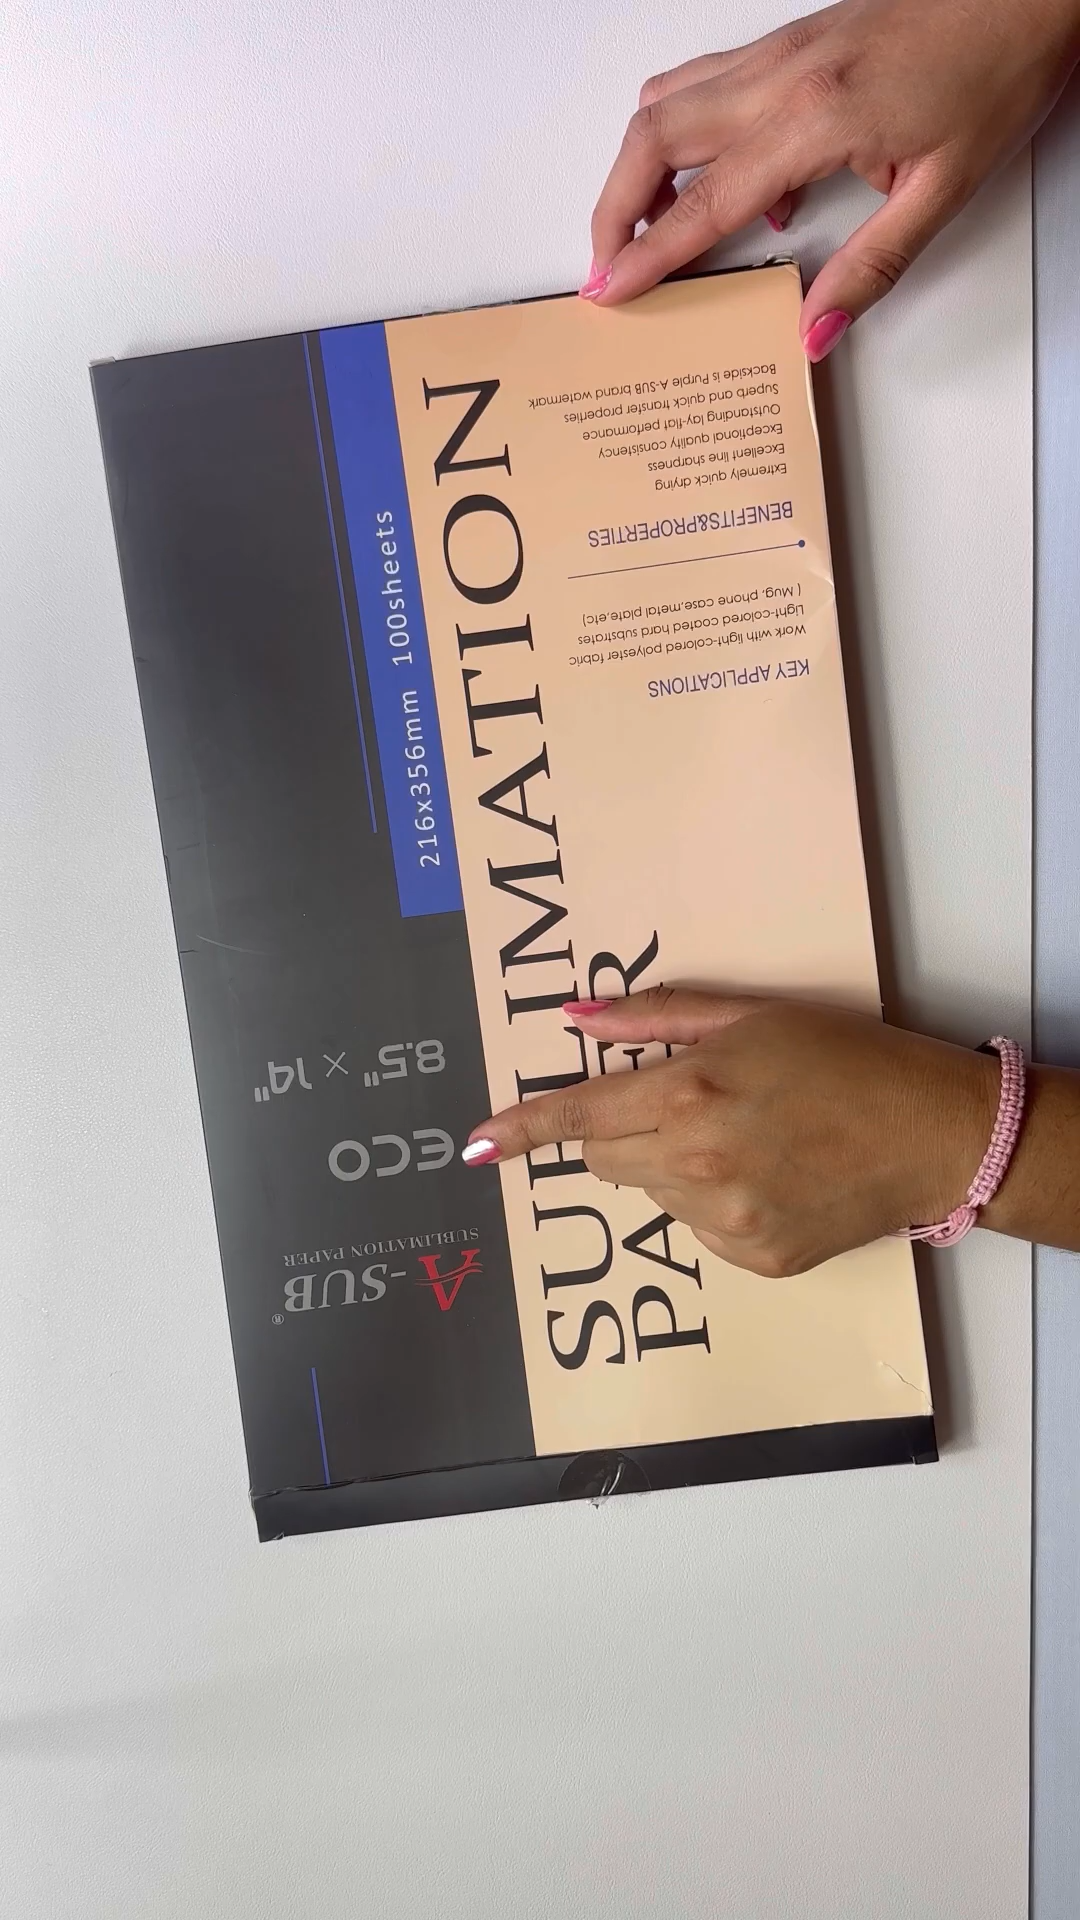 A-SUB®
SUBLIMATION PAPER
ECO
8.5" × 14"
216x356mm 100sheets
SUBLIMATION
PAPER
KEY APPLICATIONS
Work with light-colored polyester fabric
Light-colored coated hard substrates
( Mug, phone case,metal plate,etc)
BENEFITS&PROPERTIES
Extremely quick drying
Excellent line sharpness
Exceptional quality consistency
Outstanding lay-flat performance
Superb and quick transfer properties
Backside is Purple A-SUB brand watermark